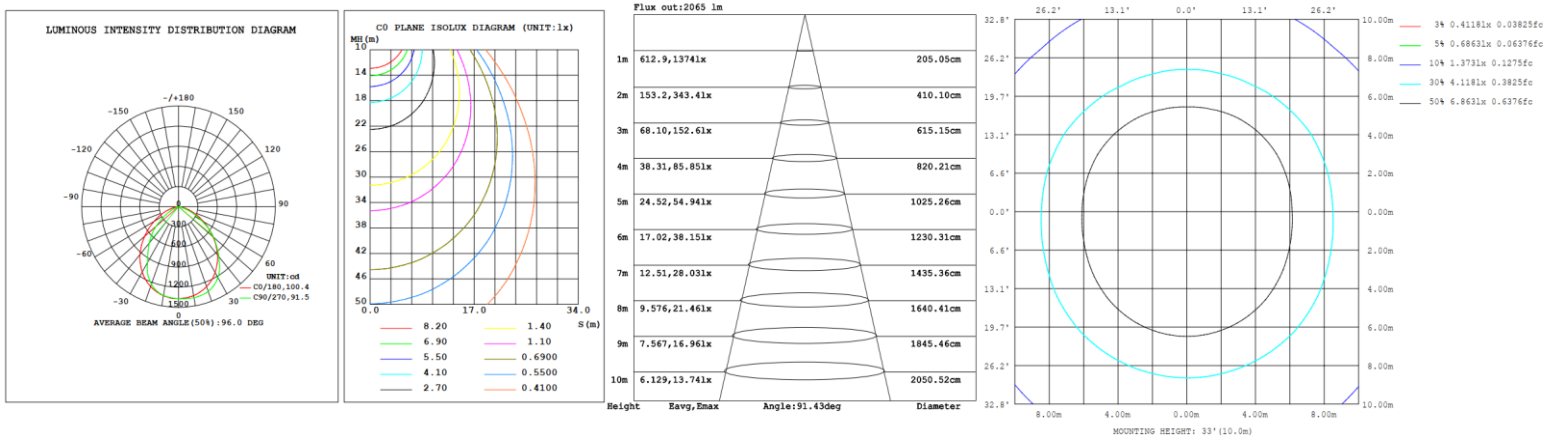 LUMINOUS INTENSITY DISTRIBUTION DIAGRAM
-/+180
-150 150
-120 120
-90 90
-60 60
-30 30
0
0
300
600
900
1200
1500
UNIT:cd
C0/180,100.4
C90/270,91.5
AVERAGE BEAM ANGLE(50%):96.0 DEG
C0 PLANE ISOLUX DIAGRAM (UNIT:lx)
MH(m)
10
14
18
22
26
30
34
38
42
46
50
0.0 17.0 34.0
S(m)
8.20 1.40
6.90 1.10
5.50 0.6900
4.10 0.5500
2.70 0.4100
Flux out:2065 lm
1m 612.9,1374lx 205.05cm
2m 153.2,343.4lx 410.10cm
3m 68.10,152.6lx 615.15cm
4m 38.31,85.85lx 820.21cm
5m 24.52,54.94lx 1025.26cm
6m 17.02,38.15lx 1230.31cm
7m 12.51,28.03lx 1435.36cm
8m 9.576,21.46lx 1640.41cm
9m 7.567,16.96lx 1845.46cm
10m 6.129,13.74lx 2050.52cm
Height Eavg,Emax Angle:91.43deg Diameter
26.2' 13.1' 0.0' 13.1' 26.2'
32.8' 10.00m
26.2' 8.00m
19.7' 6.00m
13.1' 4.00m
6.6' 2.00m
0.0' 0.00m
6.6' 2.00m
13.1' 4.00m
19.7' 6.00m
26.2' 8.00m
32.8' 10.00m
8.00m 4.00m 0.00m 4.00m 8.00m
MOUNTING HEIGHT: 33'(10.0m)
3% 0.4118lx 0.03825fc
5% 0.6863lx 0.06376fc
10% 1.373lx 0.1275fc
30% 4.118lx 0.3825fc
50% 6.863lx 0.6376fc